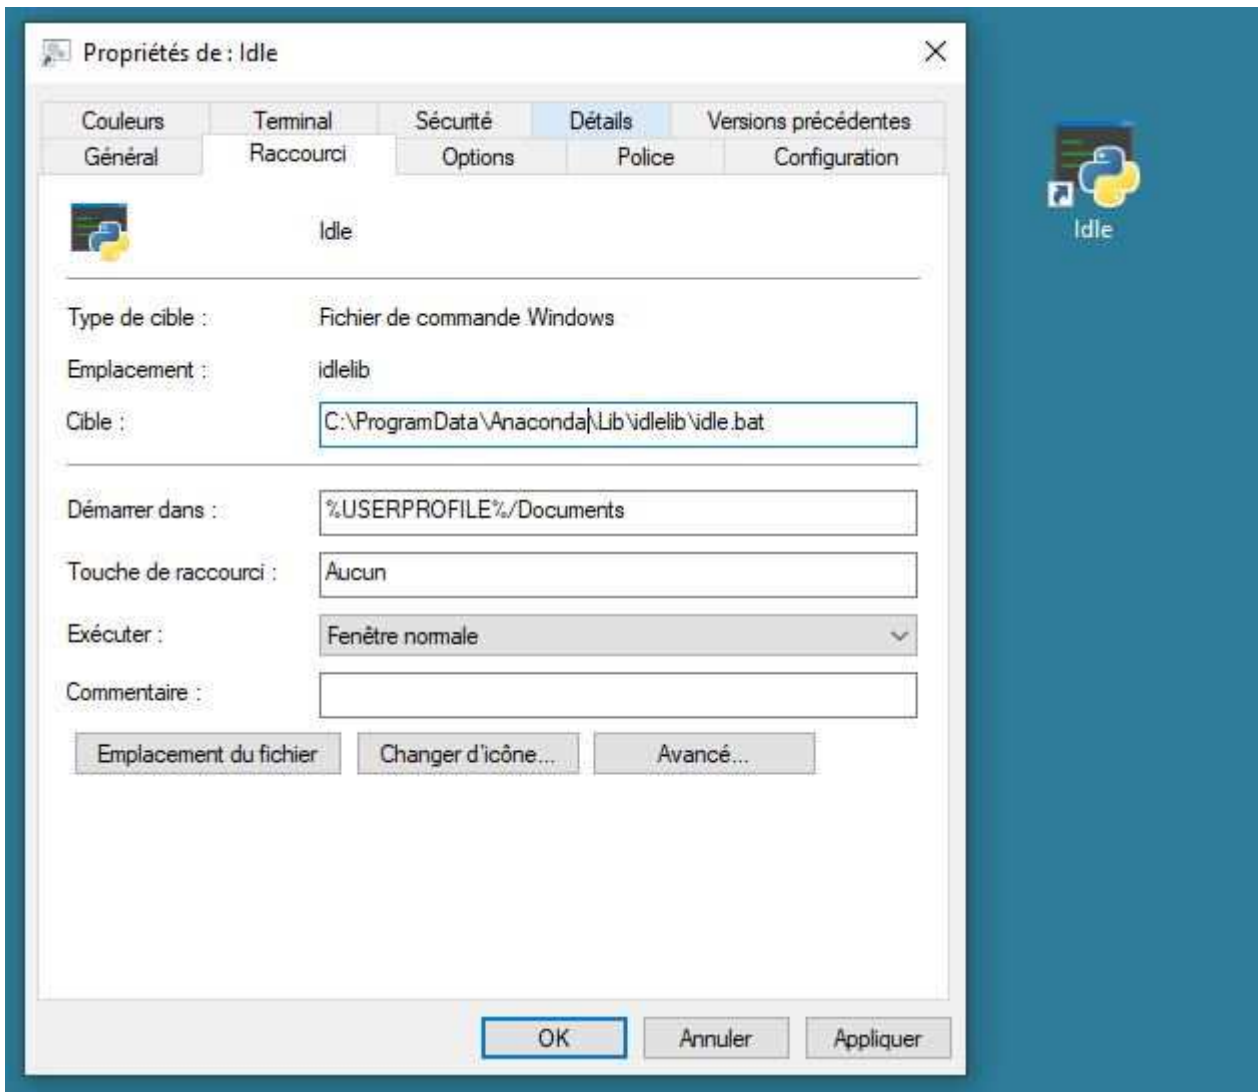 Propriétés de : Idle
Couleurs Terminal Sécurité Détails Versions précédentes
Général Raccourci Options Police Configuration
Idle
Idle
Type de cible : Fichier de commande Windows
Emplacement : idlelib
Cible : C:\ProgramData\Anaconda\Lib\idlelib\idle.bat
Démarrer dans : %USERPROFILE%/Documents
Touche de raccourci : Aucun
Exécuter : Fenêtre normale
Commentaire :
Emplacement du fichier Changer d'icône... Avancé...
OK Annuler Appliquer